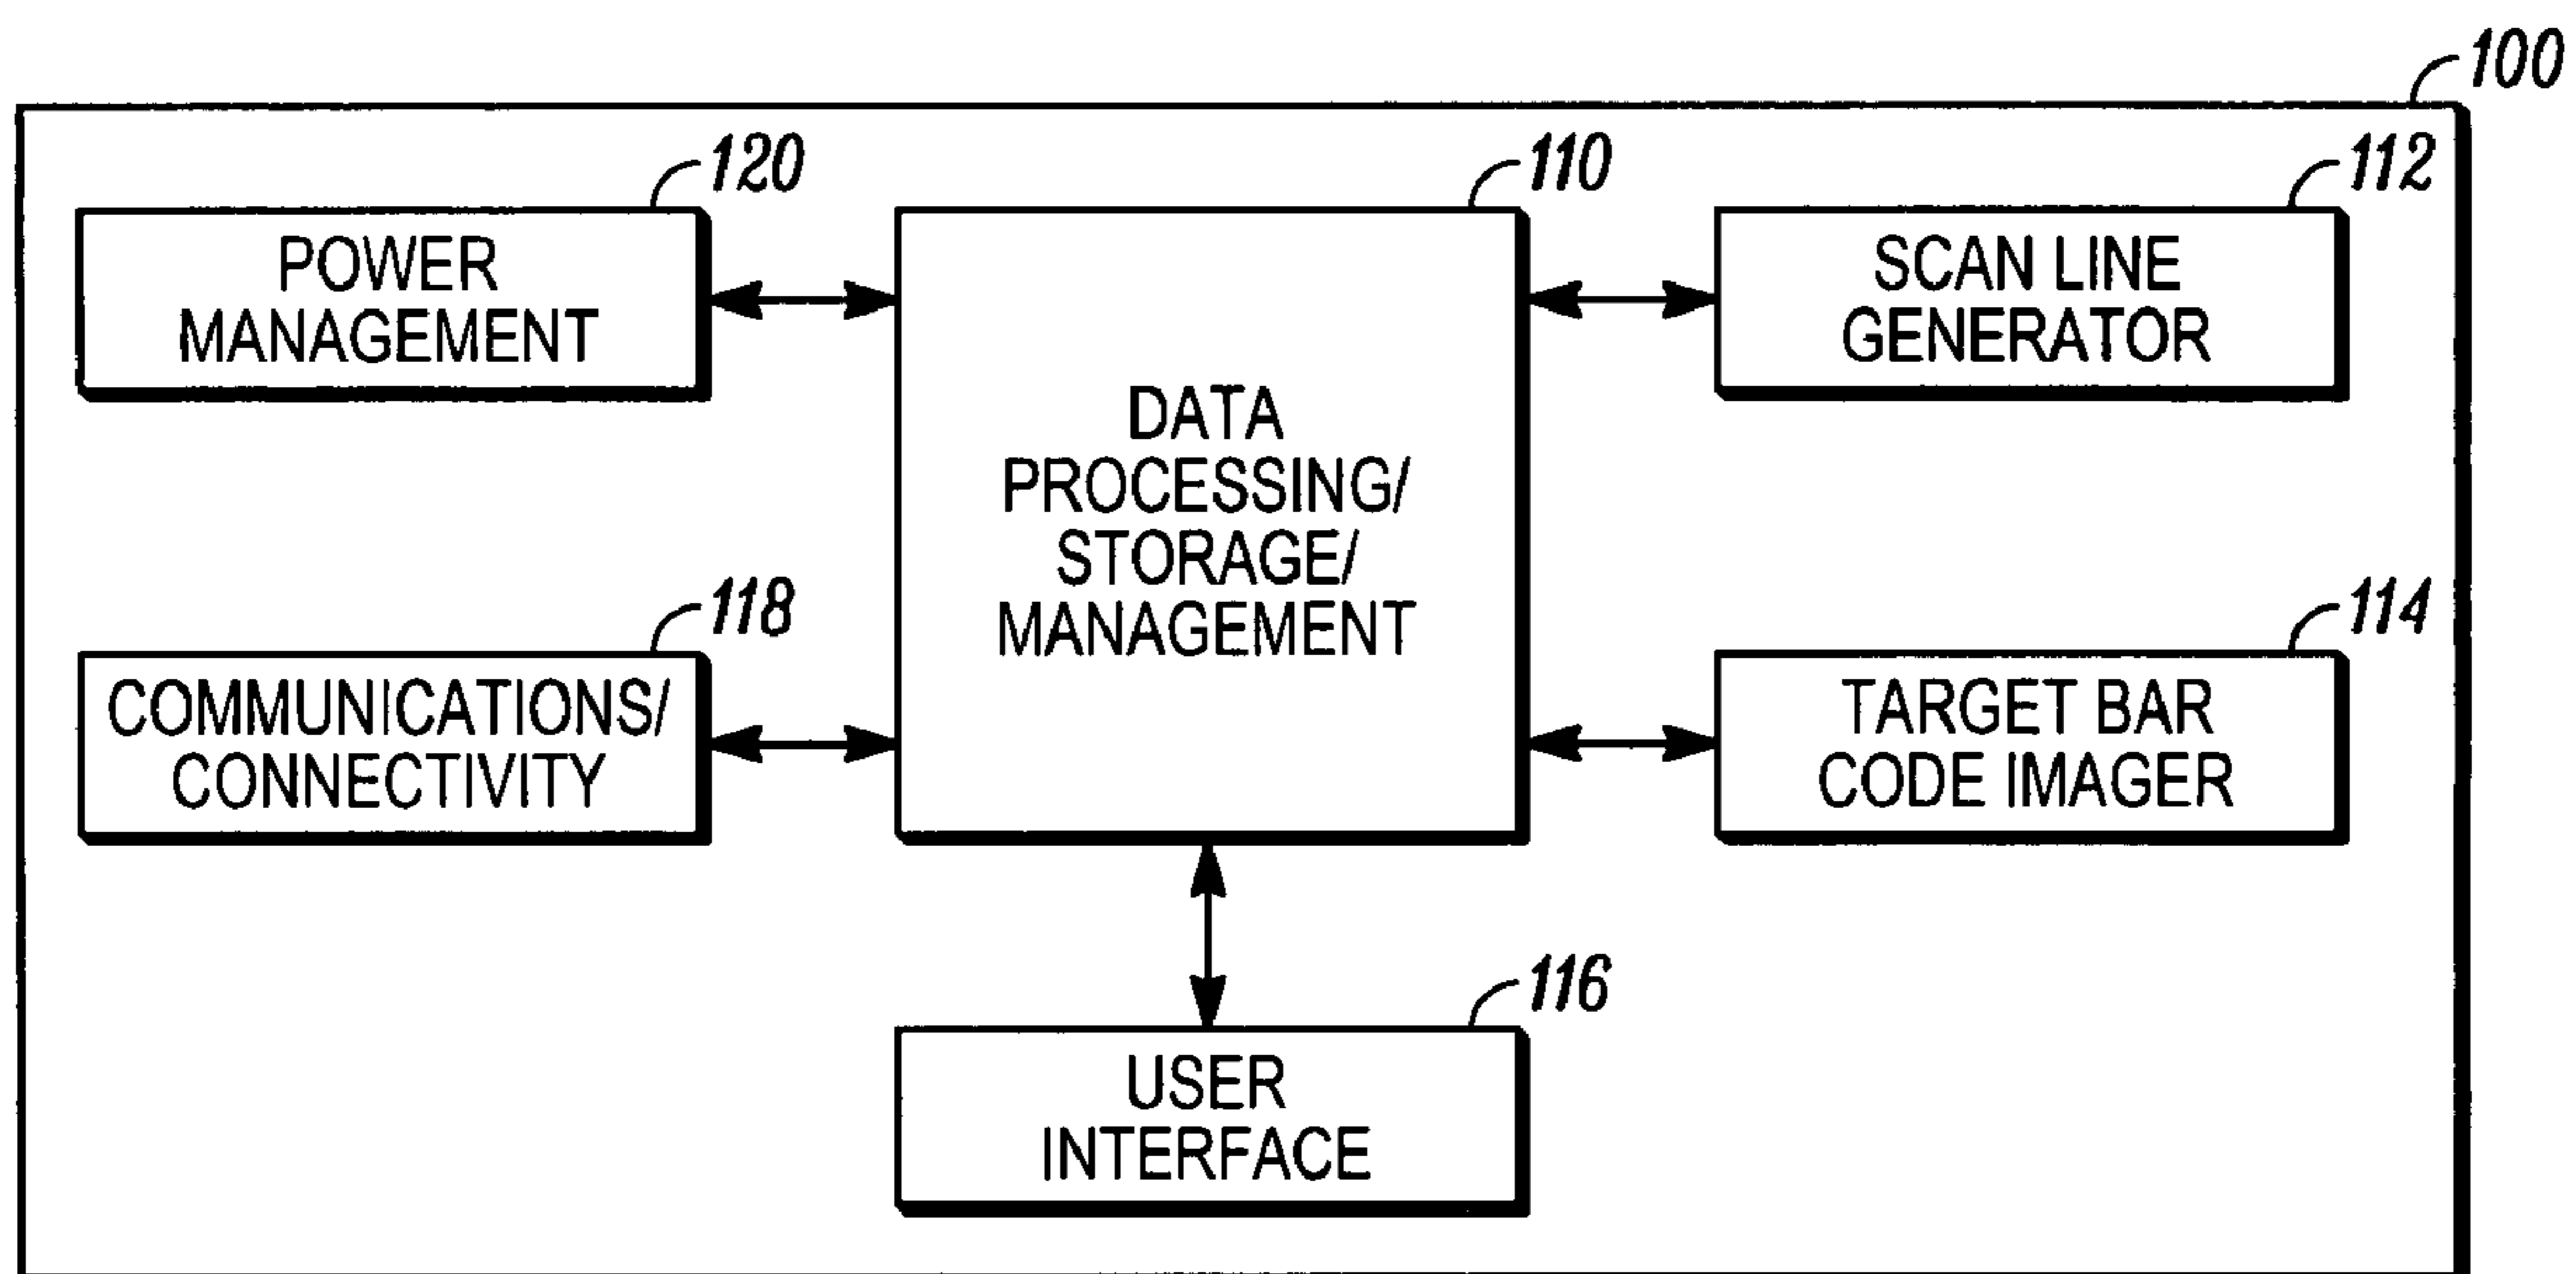 100
120
POWER
MANAGEMENT
110
DATA
PROCESSING/
STORAGE/
MANAGEMENT
112
SCAN LINE
GENERATOR
118
COMMUNICATIONS/
CONNECTIVITY
114
TARGET BAR
CODE IMAGER
116
USER
INTERFACE